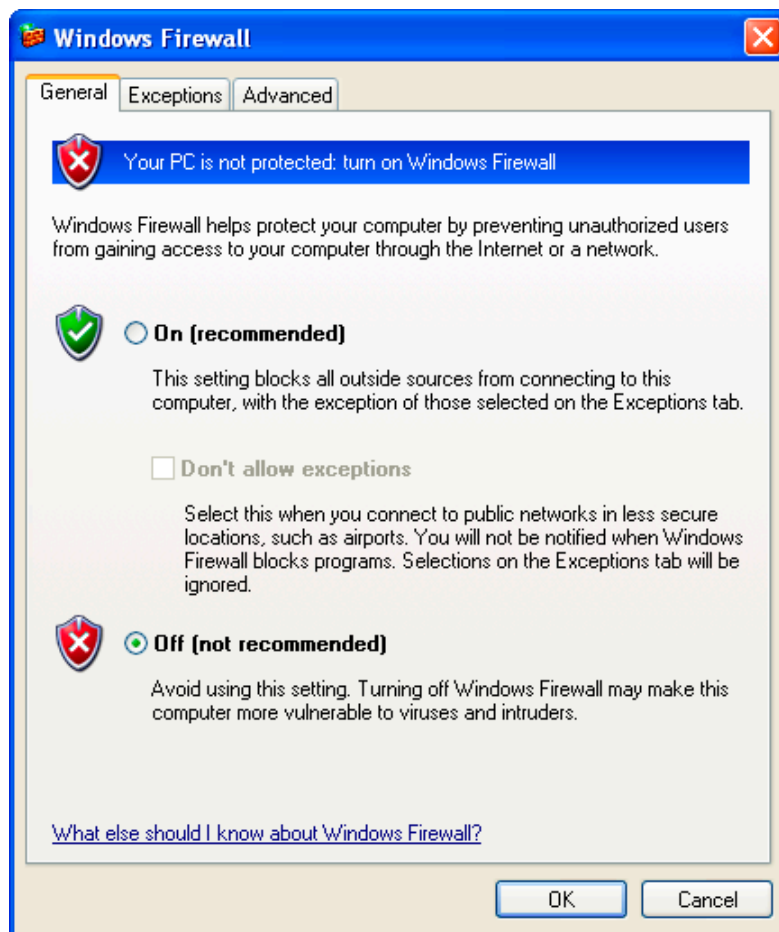 Windows Firewall
General Exceptions Advanced
Your PC is not protected: turn on Windows Firewall
Windows Firewall helps protect your computer by preventing unauthorized users
from gaining access to your computer through the Internet or a network.
On (recommended)
This setting blocks all outside sources from connecting to this
computer, with the exception of those selected on the Exceptions tab.
Don't allow exceptions
Select this when you connect to public networks in less secure
locations, such as airports. You will not be notified when Windows
Firewall blocks programs. Selections on the Exceptions tab will be
ignored.
Off (not recommended)
Avoid using this setting. Turning off Windows Firewall may make this
computer more vulnerable to viruses and intruders.
What else should I know about Windows Firewall?
OK Cancel